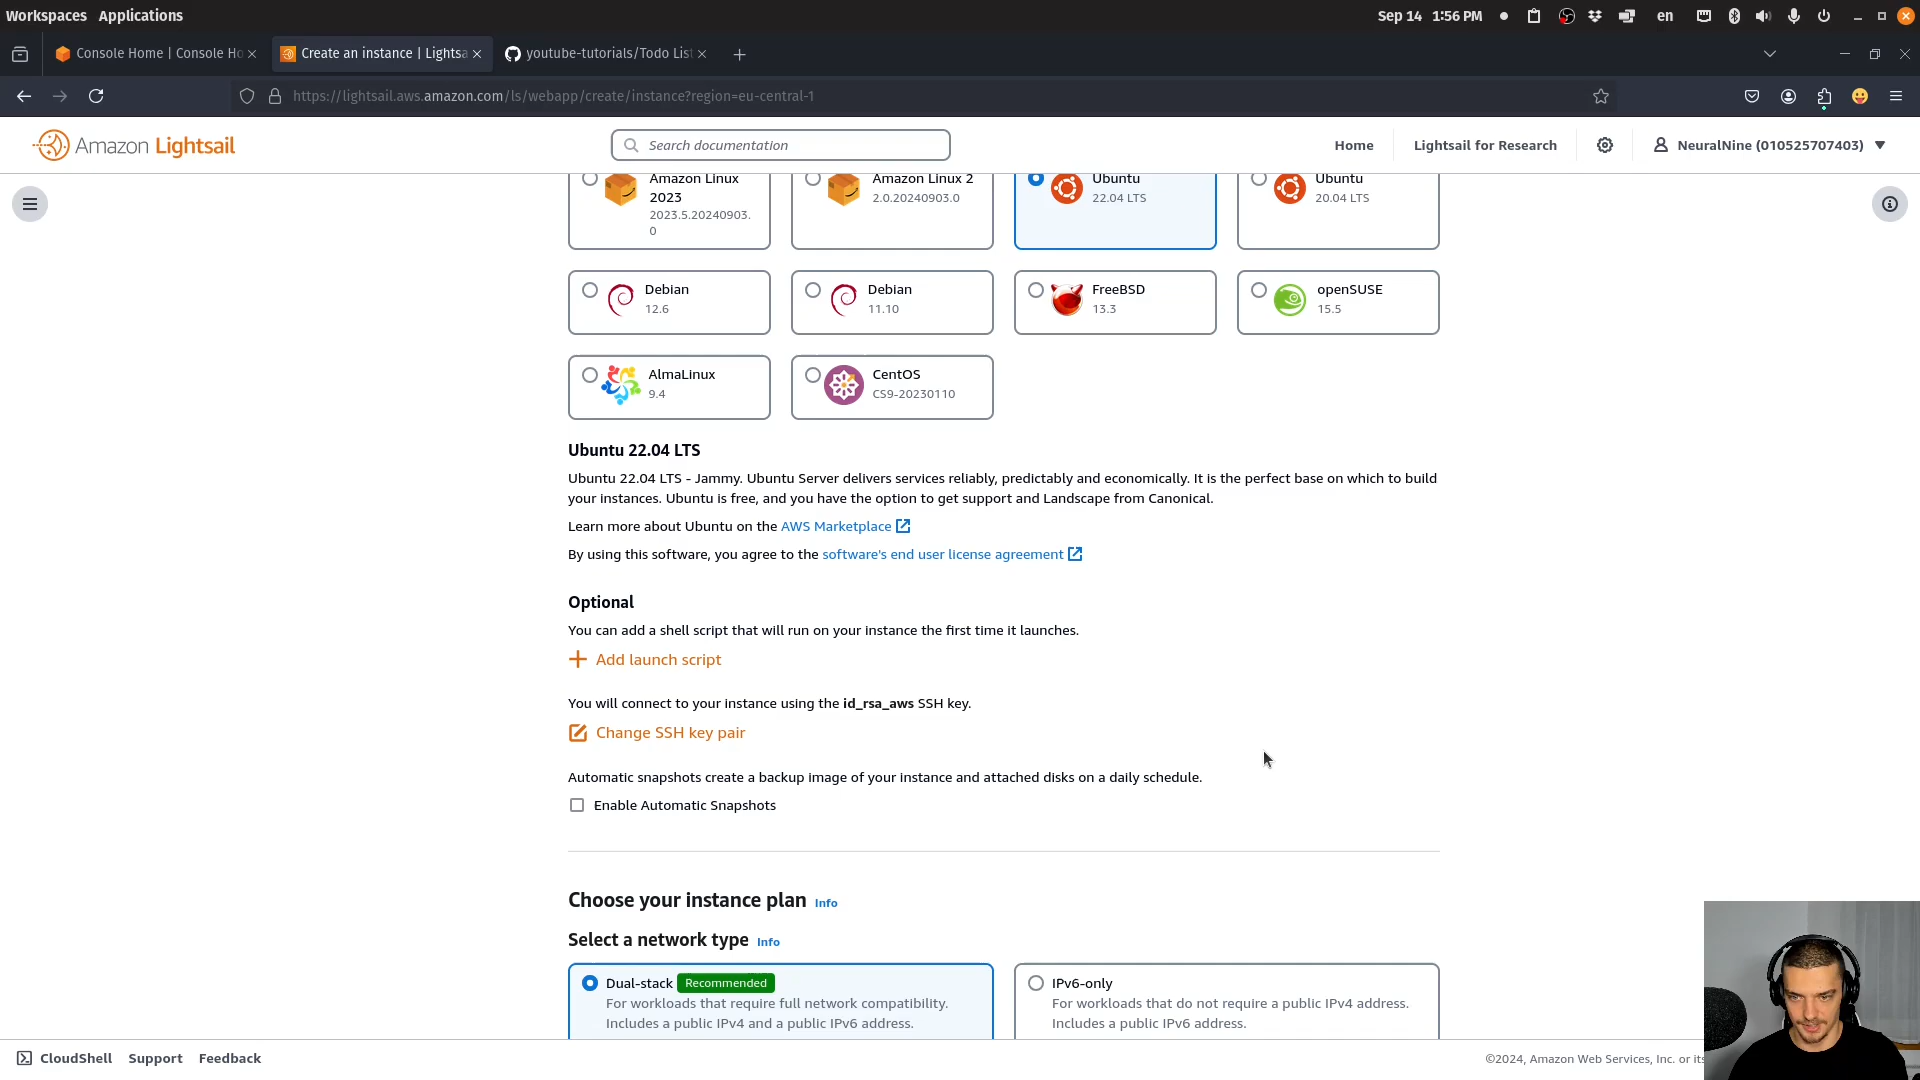 Workspaces Applications
Sep 14 1:56 PM
en
Console Home | Console Ho
Create an instance | Lightsa
youtube-tutorials/Todo List
https://lightsail.aws.amazon.com/ls/webapp/create/instance?region=eu-central-1
Amazon Lightsail
Search documentation
Home
Lightsail for Research
NeuralNine (010525707403)
Amazon Linux
2023
2023.5.20240903.
0
Amazon Linux 2
2.0.20240903.0
Ubuntu
22.04 LTS
Ubuntu
20.04 LTS
Debian
12.6
Debian
11.10
FreeBSD
13.3
openSUSE
15.5
AlmaLinux
9.4
CentOS
CS9-20230110
Ubuntu 22.04 LTS
Ubuntu 22.04 LTS - Jammy. Ubuntu Server delivers services reliably, predictably and economically. It is the perfect base on which to build
your instances. Ubuntu is free, and you have the option to get support and Landscape from Canonical.
Learn more about Ubuntu on the AWS Marketplace
By using this software, you agree to the software's end user license agreement
Optional
You can add a shell script that will run on your instance the first time it launches.
Add launch script
You will connect to your instance using the id_rsa_aws SSH key.
Change SSH key pair
Automatic snapshots create a backup image of your instance and attached disks on a daily schedule.
Enable Automatic Snapshots
Choose your instance plan Info
Select a network type Info
Dual-stack Recommended
For workloads that require full network compatibility.
Includes a public IPv4 and a public IPv6 address.
IPv6-only
For workloads that do not require a public IPv4 address.
Includes a public IPv6 address.
CloudShell Support Feedback
©2024, Amazon Web Services, Inc. or its